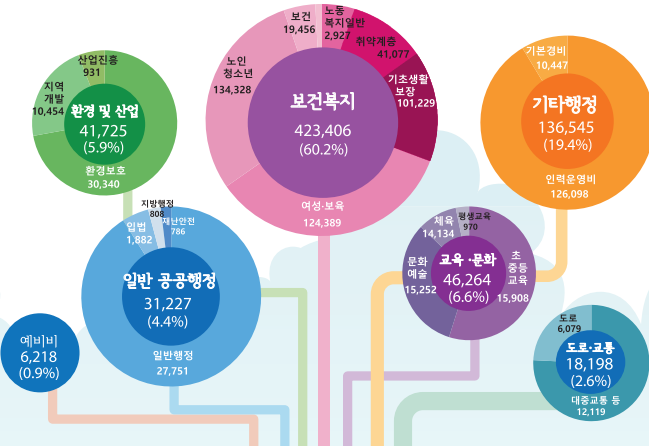 보건
19,456
노동
복지일반
2,927
취약계층
41,077
기초생활
보장
101,229
노인
청소년
134,328
보건복지
423,406
(60.2%)
여성·보육
124,389
산업진흥
931
지역
개발
10,454
환경 및 산업
41,725
(5.9%)
환경보호
30,340
기본경비
10,447
기타행정
136,545
(19.4%)
인력운영비
126,098
지방행정
808
재난안전
786
입법
1,882
일반 공공행정
31,227
(4.4%)
일반행정
27,751
체육
14,134
평생교육
970
문화
예술
15,252
교육·문화
46,264
(6.6%)
초
중등
교육
15,908
예비비
6,218
(0.9%)
도로
6,079
도로·교통
18,198
(2.6%)
대중교통 등
12,119